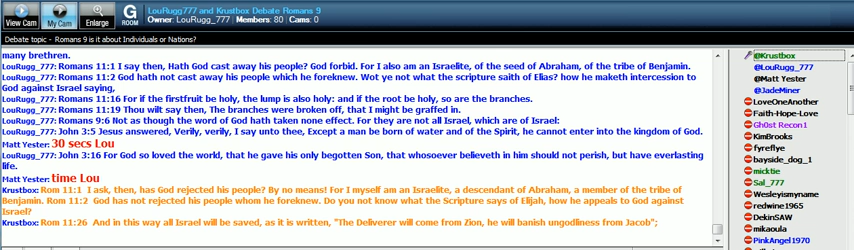 View Cam
My Cam
Enlarge
G
ROOM
LouRugg777 and Krustbox Debate Romans 9
Owner: LouRugg_777 | Members: 80 | Cams: 0
Debate topic - Romans 9 is it about Individuals or Nations?
many brethren.
LouRugg_777: Romans 11:1 I say then, Hath God cast away his people? God forbid. For I also am an Israelite, of the seed of Abraham, of the tribe of Benjamin.
LouRugg_777: Romans 11:2 God hath not cast away his people which he foreknew. Wot ye not what the scripture saith of Elias? how he maketh intercession to
God against Israel saying,
LouRugg_777: Romans 11:16 For if the firstfruit be holy, the lump is also holy: and if the root be holy, so are the branches.
LouRugg_777: Romans 11:19 Thou wilt say then, The branches were broken off, that I might be graffed in.
LouRugg_777: Romans 9:6 Not as though the word of God hath taken none effect. For they are not all Israel, which are of Israel:
LouRugg_777: John 3:5 Jesus answered, Verily, verily, I say unto thee, Except a man be born of water and of the Spirit, he cannot enter into the kingdom of God.
Matt Yester: 30 secs Lou
LouRugg_777: John 3:16 For God so loved the world, that he gave his only begotten Son, that whosoever believeth in him should not perish, but have everlasting
life.
Matt Yester: time Lou
Krustbox: Rom 11:1 I ask, then, has God rejected his people? By no means! For I myself am an Israelite, a descendant of Abraham, a member of the tribe of
Benjamin. Rom 11:2 God has not rejected his people whom he foreknew. Do you not know what the Scripture says of Elijah, how he appeals to God against
Israel?
Krustbox: Rom 11:26 And in this way all Israel will be saved, as it is written, "The Deliverer will come from Zion, he will banish ungodliness from Jacob";
@Krustbox
@LouRugg_777
@Matt Yester
@JadeMiner
LoveOneAnother
Faith-Hope-Love
Gh0st Recon1
KimBrooks
fyreflye
bayside_dog_1
micktie
Sal_777
Wesleyismyname
redwine1965
DekinSAW
mikaoula
PinkAngel1970